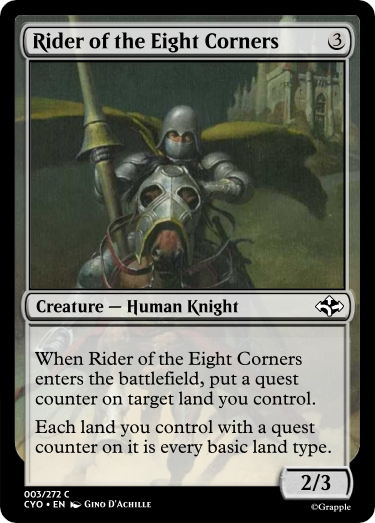 Rider of the Eight Corners 3
Creature — Human Knight
When Rider of the Eight Corners
enters the battlefield, put a quest
counter on target land you control.
Each land you control with a quest
counter on it is every basic land type.
2/3
003/272 C
CYO • EN Gino D'Achille
©Grapple